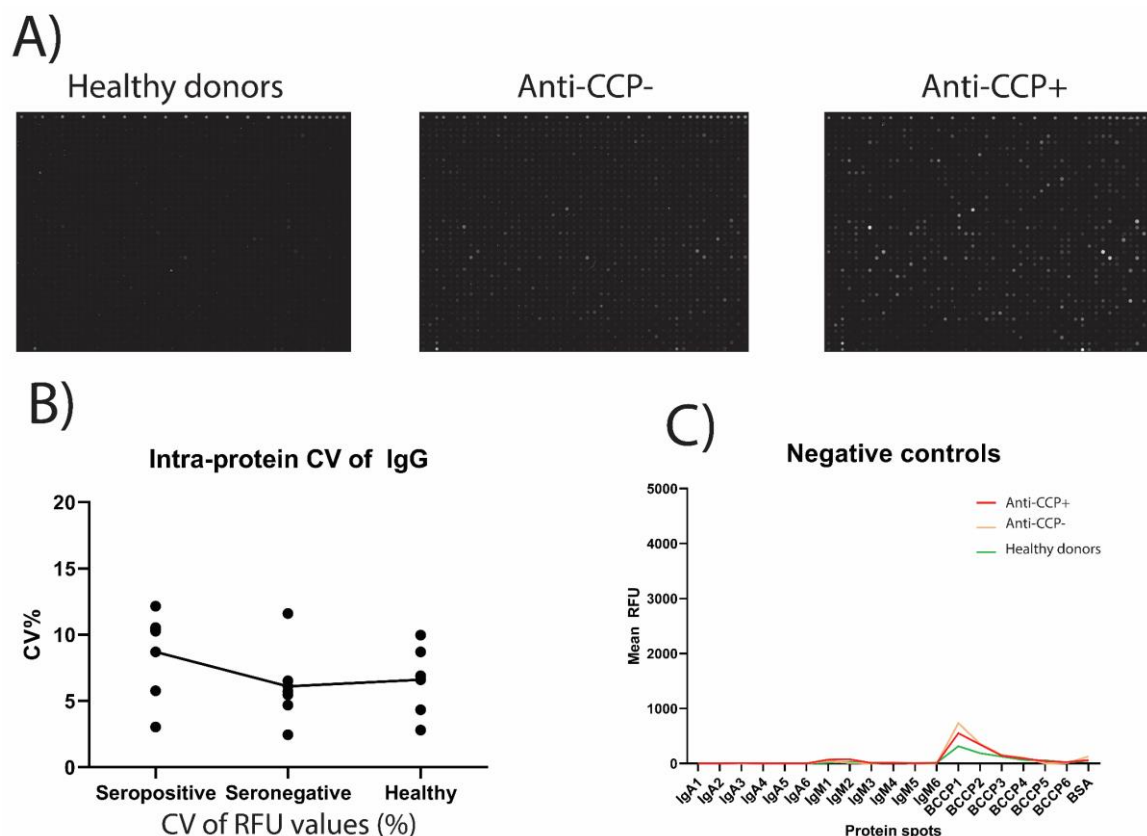 A)
Healthy donors
Anti-CCP-
Anti-CCP+
B)
Intra-protein CV of IgG
CV%
20
15
10
5
0
Seropositive
Seronegative
Healthy
CV of RFU values (%)
C)
Negative controls
Mean RFU
5000
4000
3000
2000
1000
0
Anti-CCP+
Anti-CCP-
Healthy donors
IgA1
IgA2
IgA3
IgA4
IgA5
IgA6
IgM1
IgM2
IgM3
IgM4
IgM5
IgM6
BCCP1
BCCP2
BCCP3
BCCP4
BCCP5
BCCP6
BSA
Protein spots